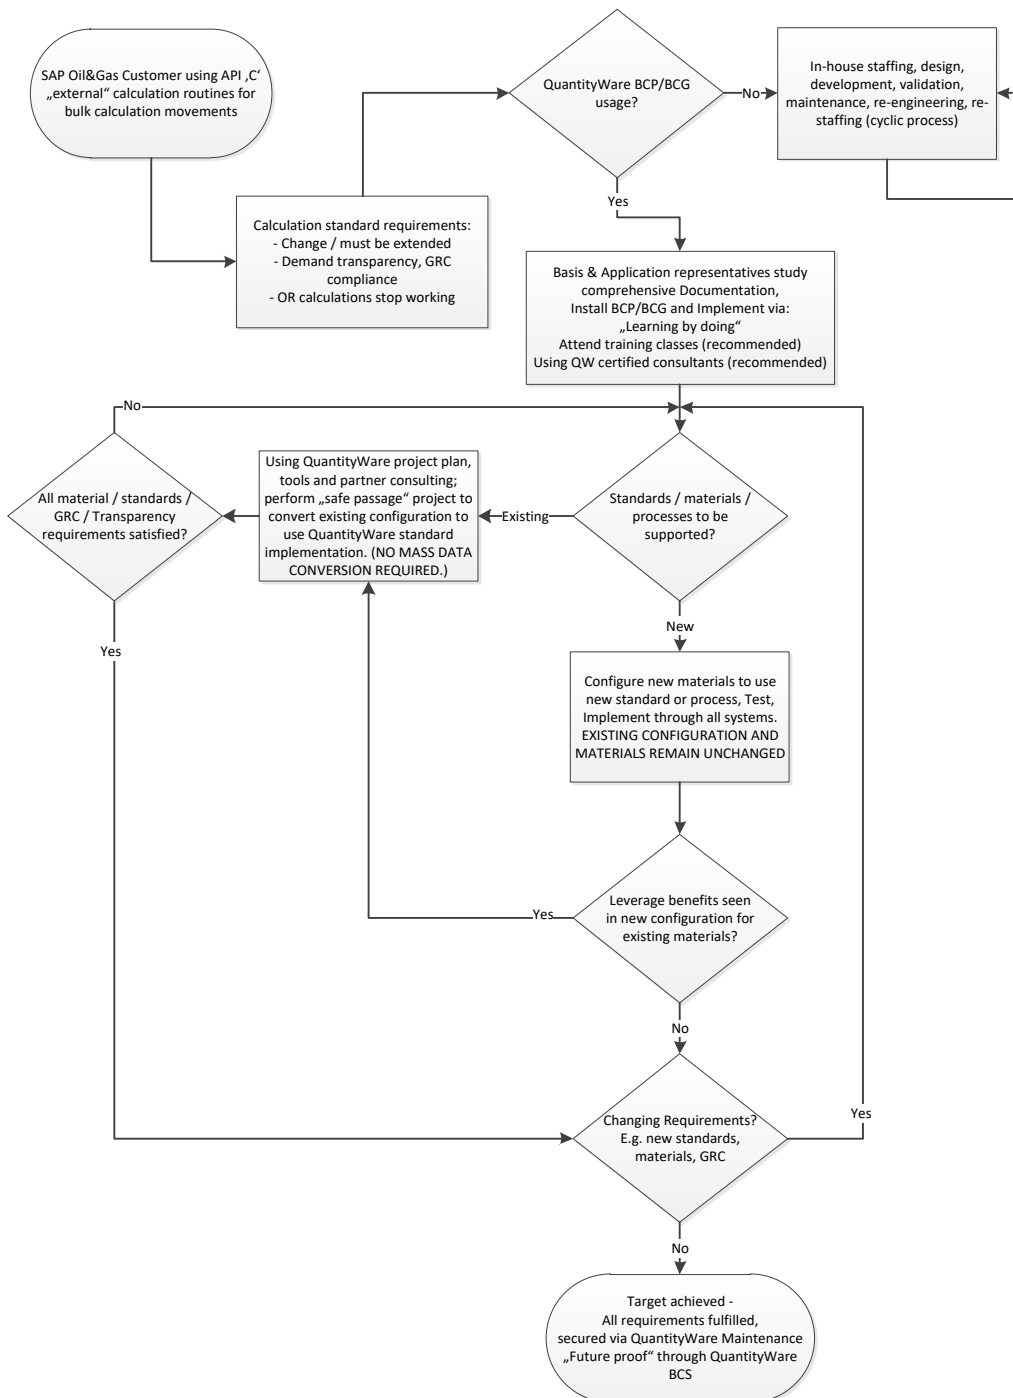 SAP Oil&Gas Customer using API ‚C‘
„external“ calculation routines for
bulk calculation movements
QuantityWare BCP/BCG
usage?
No
In-house staffing, design,
development, validation,
maintenance, re-engineering, re-
staffing (cyclic process)
Yes
Calculation standard requirements:
- Change / must be extended
- Demand transparency, GRC
compliance
- OR calculations stop working
Basis & Application representatives study
comprehensive Documentation,
Install BCP/BCG and Implement via:
„Learning by doing“
Attend training classes (recommended)
Using QW certified consultants (recommended)
No
All material / standards /
GRC / Transparency
requirements satisfied?
Using QuantityWare project plan,
tools and partner consulting;
perform „safe passage“ project to
convert existing configuration to
use QuantityWare standard
implementation. (NO MASS DATA
CONVERSION REQUIRED.)
Existing
Standards / materials /
processes to be
supported?
New
Yes
Configure new materials to use
new standard or process, Test,
Implement through all systems.
EXISTING CONFIGURATION AND
MATERIALS REMAIN UNCHANGED
Leverage benefits seen
in new configuration for
existing materials?
Yes
No
Changing Requirements?
E.g. new standards,
materials, GRC
Yes
No
Target achieved -
All requirements fulfilled,
secured via QuantityWare Maintenance
„Future proof“ through QuantityWare
BCS